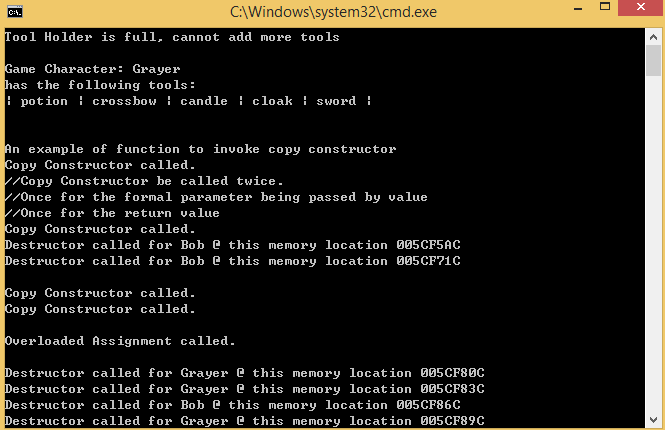 C:\Windows\system32\cmd.exe
Tool Holder is full, cannot add more tools
Game Character: Grayer
has the following tools:
¦ potion ¦ crossbow ¦ candle ¦ cloak ¦ sword ¦
An example of function to invoke copy constructor
Copy Constructor called.
//Copy Constructor be called twice.
//Once for the formal parameter being passed by value
//Once for the return value
Copy Constructor called.
Destructor called for Bob @ this memory location 005CF5AC
Destructor called for Bob @ this memory location 005CF71C
Copy Constructor called.
Copy Constructor called.
Overloaded Assignment called.
Destructor called for Grayer @ this memory location 005CF80C
Destructor called for Grayer @ this memory location 005CF83C
Destructor called for Bob @ this memory location 005CF86C
Destructor called for Grayer @ this memory location 005CF89C